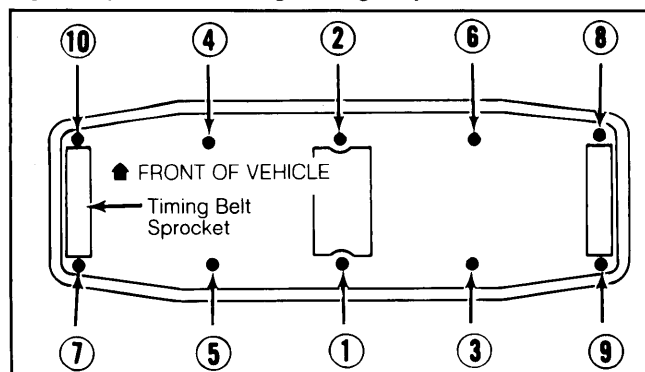 10 4 2 6 8
FRONT OF VEHICLE
Timing Belt
Sprocket
7 5 1 3 9